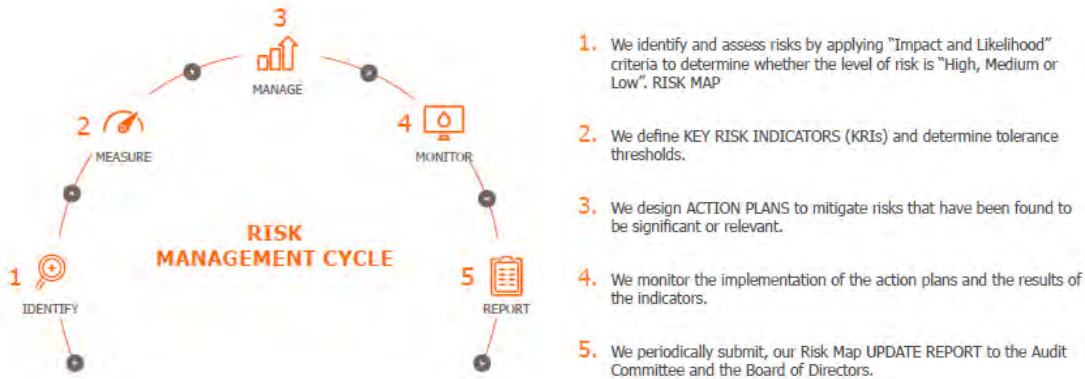 3
MANAGE
2
MEASURE
4
MONITOR
RISK
MANAGEMENT CYCLE
1
IDENTIFY
5
REPORT
1. We identify and assess risks by applying "Impact and Likelihood"
criteria to determine whether the level of risk is "High, Medium or
Low". RISK MAP
2. We define KEY RISK INDICATORS (KRIs) and determine tolerance
thresholds.
3. We design ACTION PLANS to mitigate risks that have been found to
be significant or relevant.
4. We monitor the implementation of the action plans and the results of
the indicators.
5. We periodically submit, our Risk Map UPDATE REPORT to the Audit
Committee and the Board of Directors.